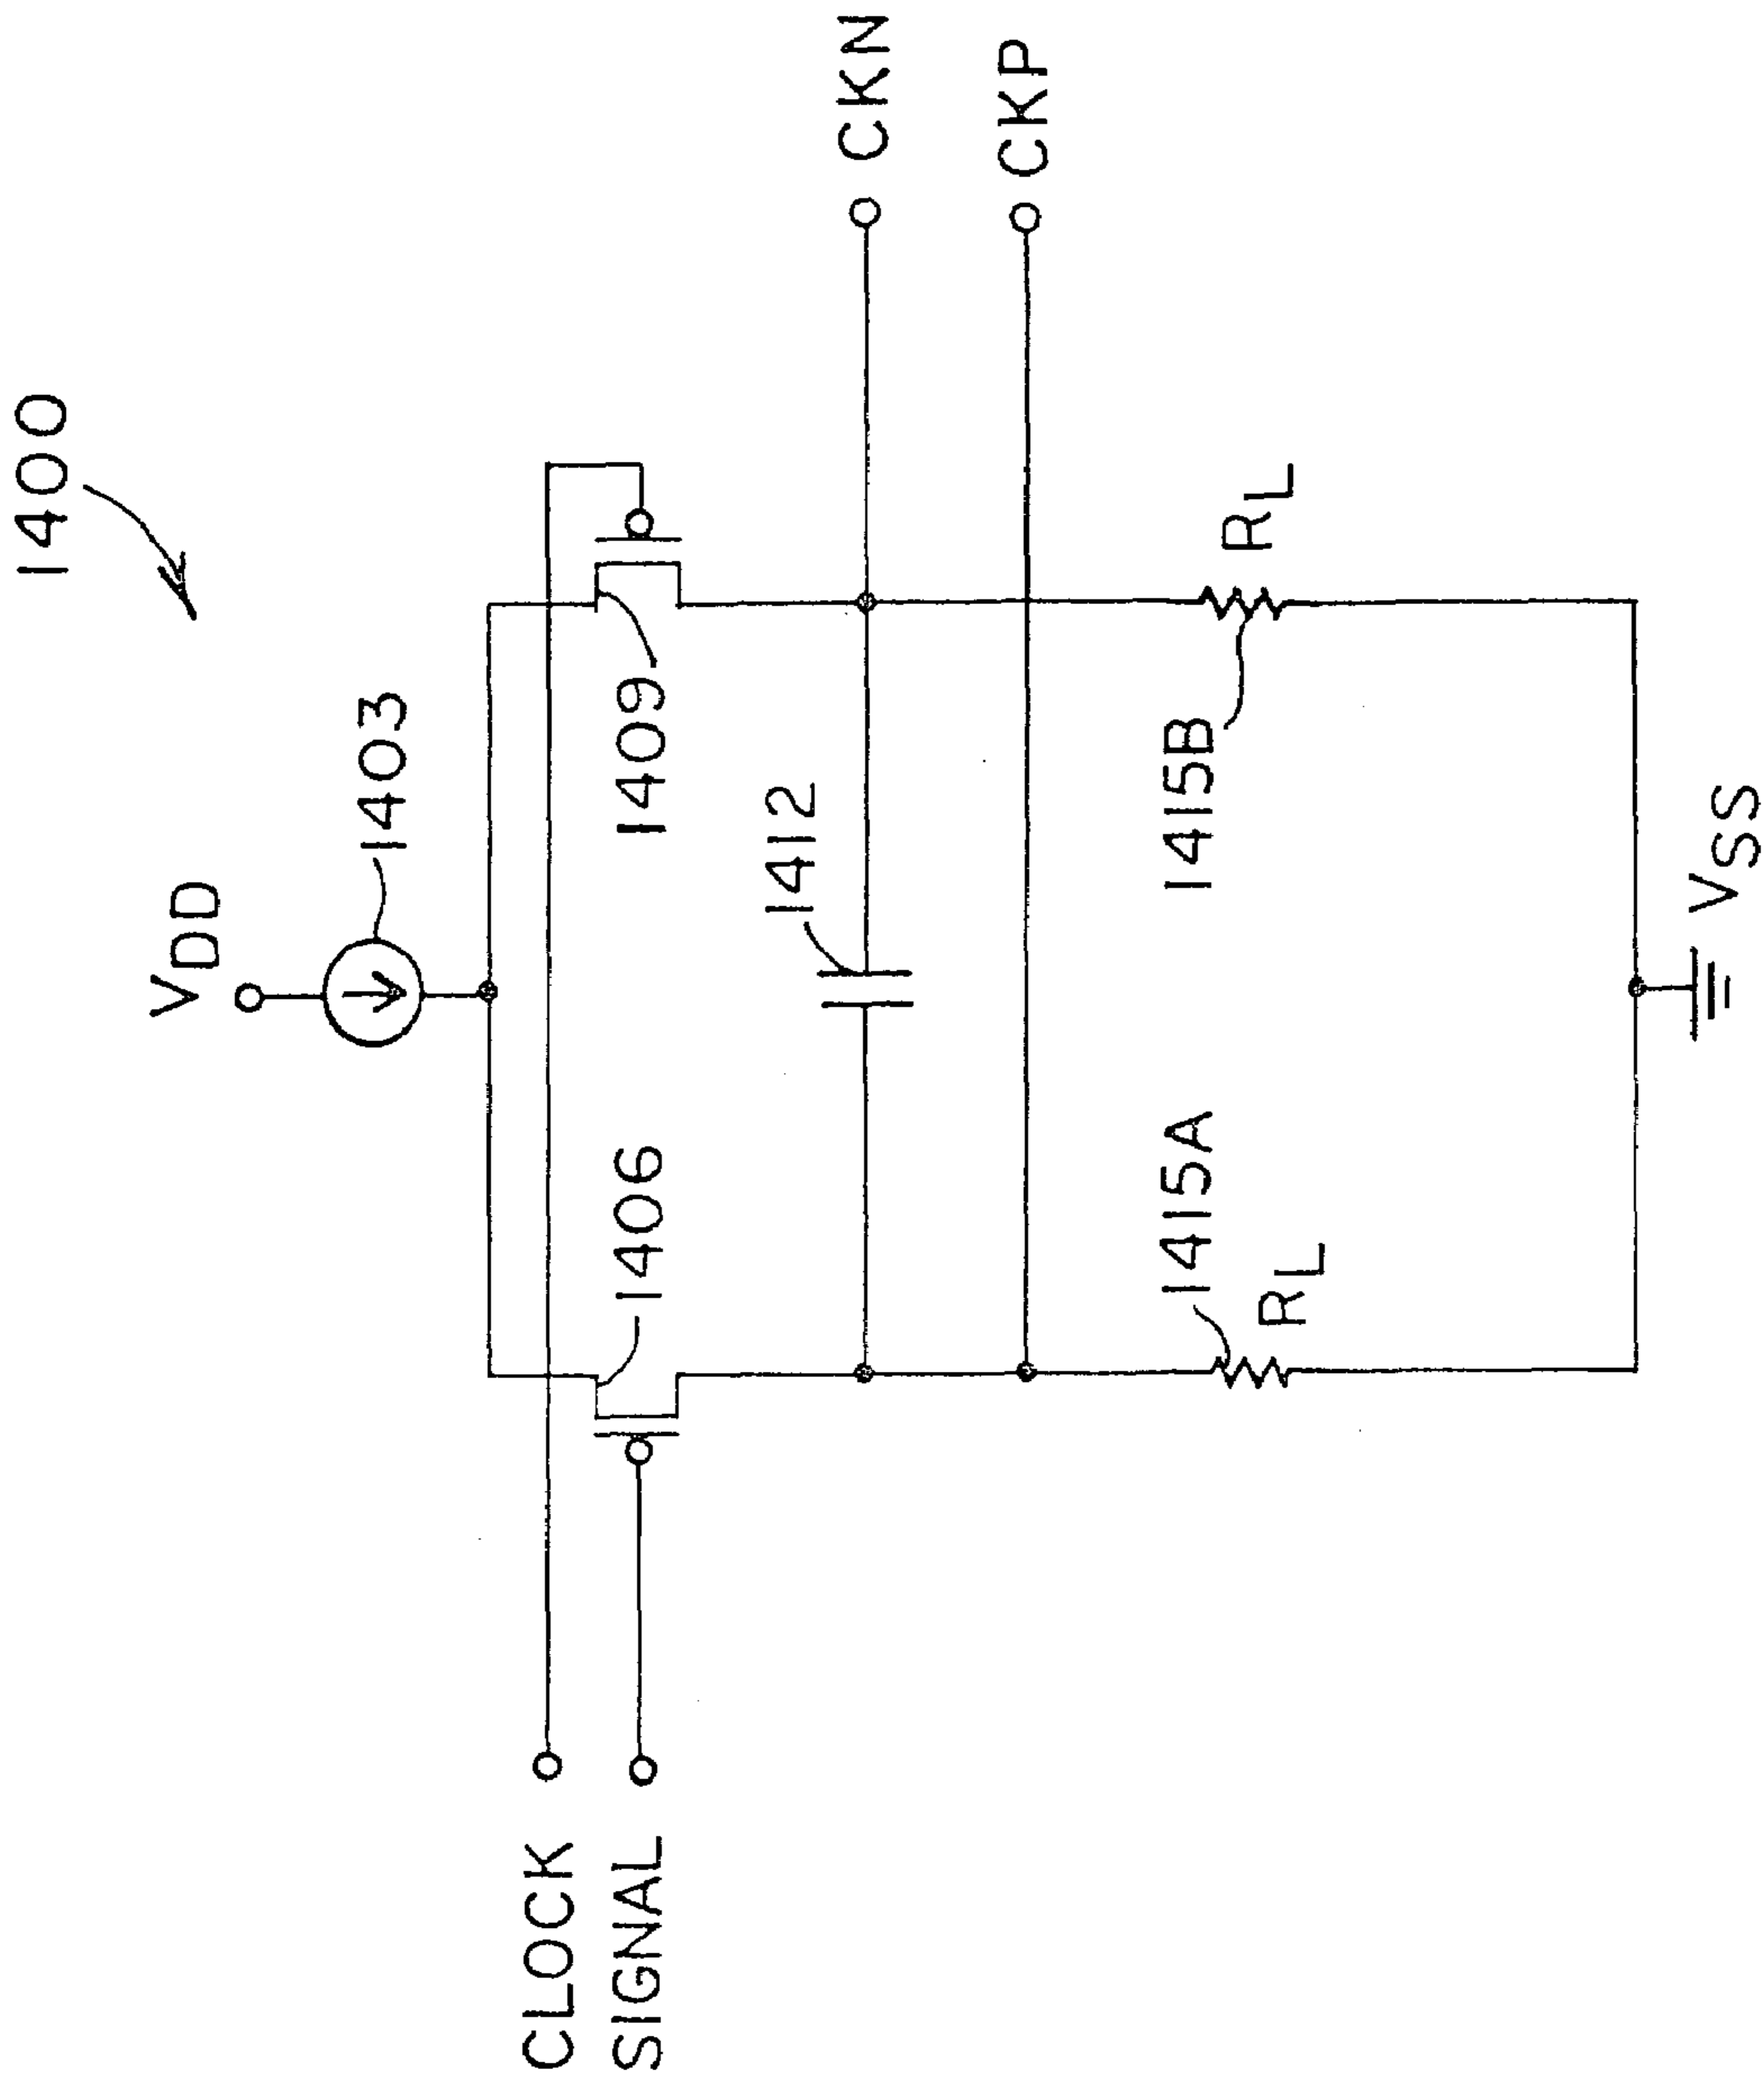 1400
VDD
1403
CLOCK
SIGNAL
1406
1409
1412
CKN
CKP
1415A
RL
1415B
RL
VSS